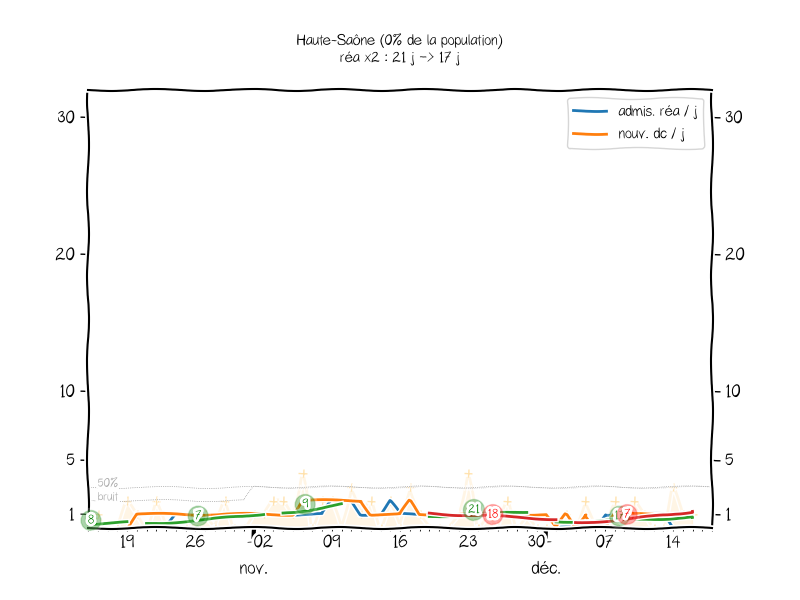 Haute-Saône (0% de la population)
réa x2 : 21 j -> 17 j
admis. réa / j
nouv. dc / j
30 30
20 20
10 10
5 5
1 1
50%
bruit
8 7 9 21 18
19 26 02 09 16 23 30 07 14
nov. déc.